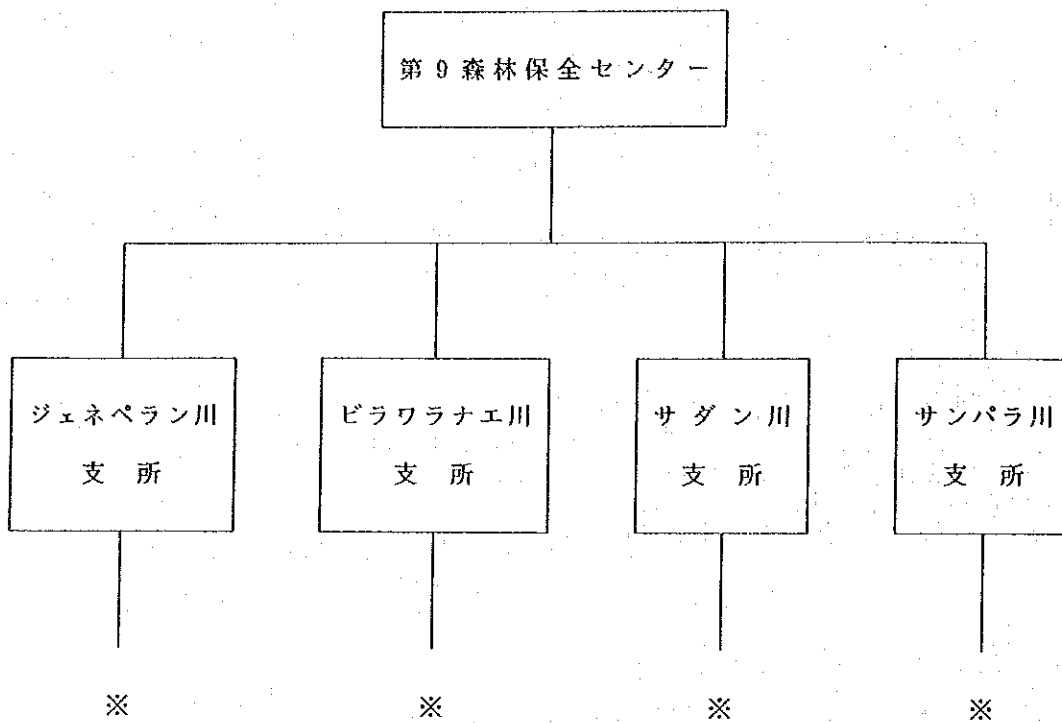 第9森林保全センター
ジェネベラン川
支所
ビラワラナエ川
支所
サダン川
支所
サンパラ川
支所
※ ※ ※ ※